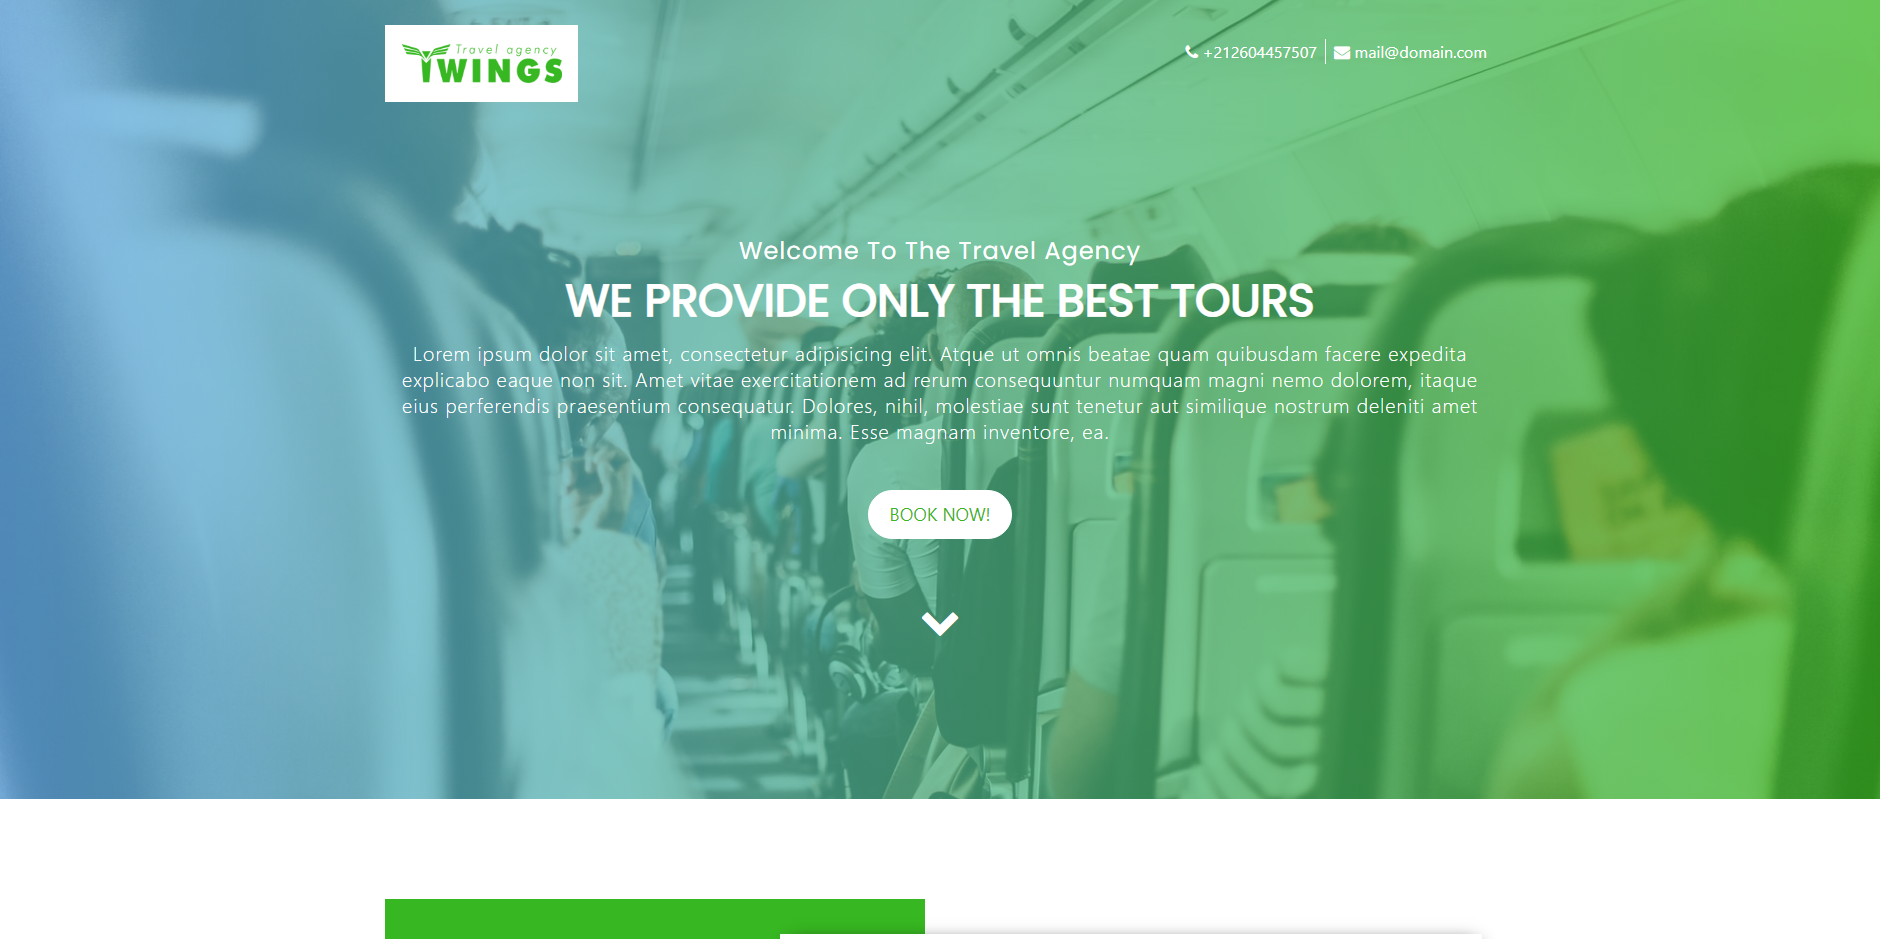 Travel agency
TWINGS
+212604457507
mail@domain.com
Welcome To The Travel Agency
WE PROVIDE ONLY THE BEST TOURS
Lorem ipsum dolor sit amet, consectetur adipisicing elit. Atque ut omnis beatae quam quibusdam facere expedita
explicabo eaque non sit. Amet vitae exercitationem ad rerum consequuntur numquam magni nemo dolorem, itaque
eius perferendis praesentium consequatur. Dolores, nihil, molestiae sunt tenetur aut similique nostrum deleniti amet
minima. Esse magnam inventore, ea.
BOOK NOW!